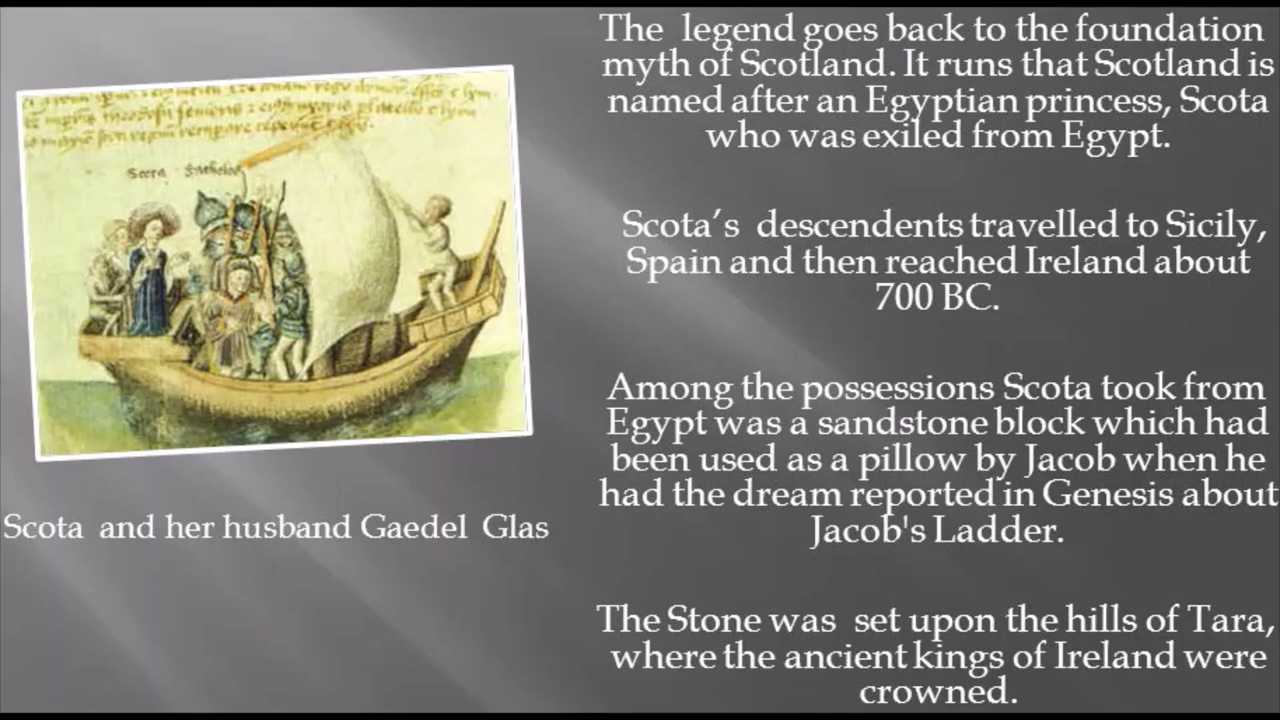 The legend goes back to the foundation
myth of Scotland. It runs that Scotland is
named after an Egyptian princess, Scota
who was exiled from Egypt.
Scota’s descendents travelled to Sicily,
Spain and then reached Ireland about
700 BC.
Among the possessions Scota took from
Egypt was a sandstone block which had
been used as a pillow by Jacob when he
had the dream reported in Genesis about
Jacob's Ladder.
The Stone was set upon the hills of Tara,
where the ancient kings of Ireland were
crowned.
Scota and her husband Gaedel Glas